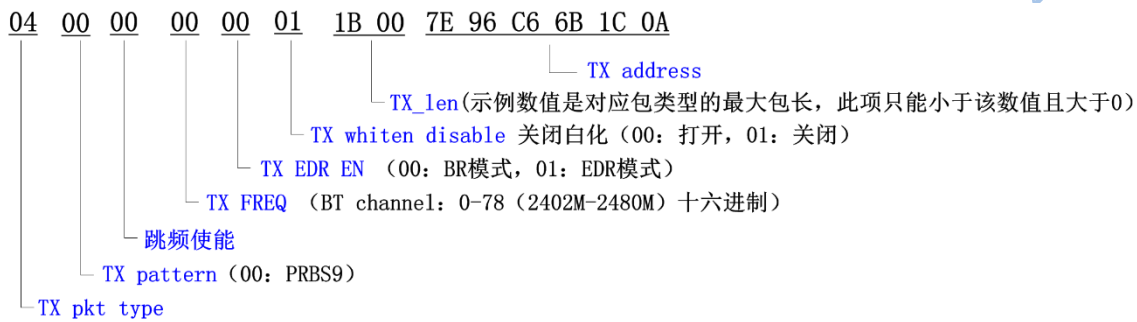 04 00 00 00 00 01 1B 00 7E 96 C6 6B 1C 0A
TX address
TX_len(示例数值是对应包类型的最大包长，此项只能小于该数值且大于0)
TX whiten disable 关闭白化（00：打开，01：关闭）
TX EDR EN （00：BR模式，01：EDR模式）
TX FREQ （BT channel：0-78（2402M-2480M）十六进制）
跳频使能
TX pattern（00：PRBS9）
TX pkt type